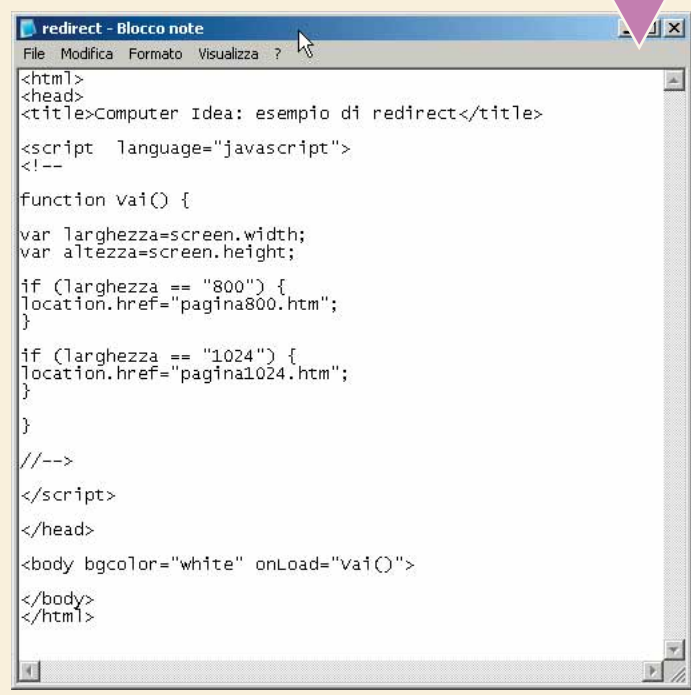 redirect - Blocco note
File Modifica Formato Visualizza ?
<html>
<head>
<title>Computer Idea: esempio di redirect</title>
<script language="javascript">
<!--
function Vai() {
var larghezza=screen.width;
var altezza=screen.height;
if (larghezza == "800") {
location.href="pagina800.htm";
}
if (larghezza == "1024") {
location.href="pagina1024.htm";
}
}
//-->
</script>
</head>
<body bgcolor="white" onLoad="Vai()">
</body>
</html>